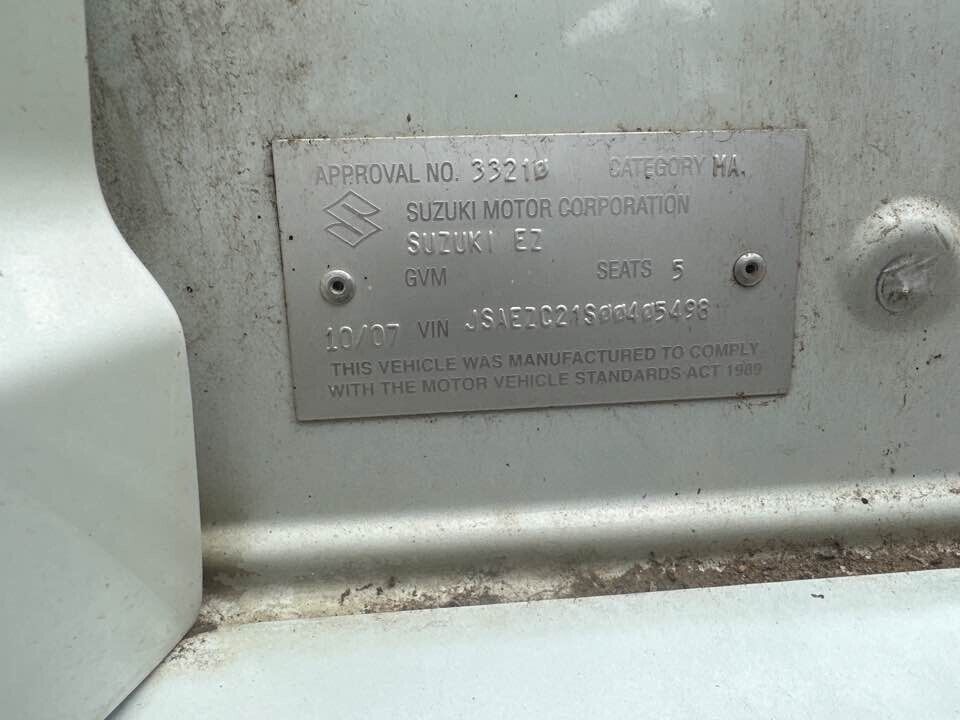 APPROVAL NO. 33210 CATEGORY MA.
SUZUKI MOTOR CORPORATION
SUZUKI EZ
GVM SEATS 5
10/07 VIN JSAEZC21S00405498
THIS VEHICLE WAS MANUFACTURED TO COMPLY
WITH THE MOTOR VEHICLE STANDARDS ACT 1989